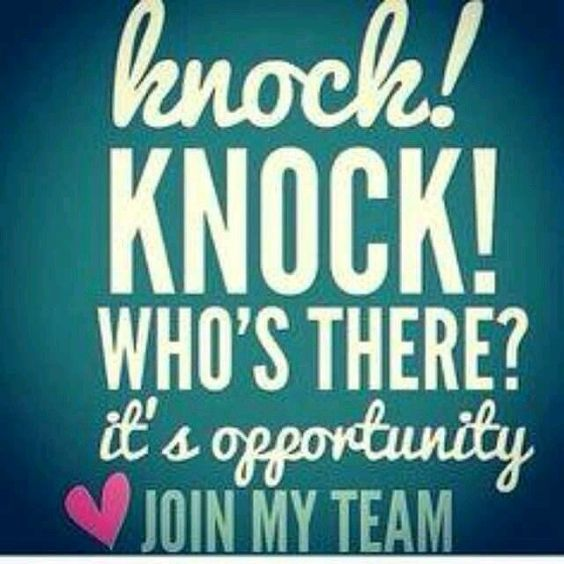 knock!
KNOCK!
WHO'S THERE?
it's opportunity
JOIN MY TEAM